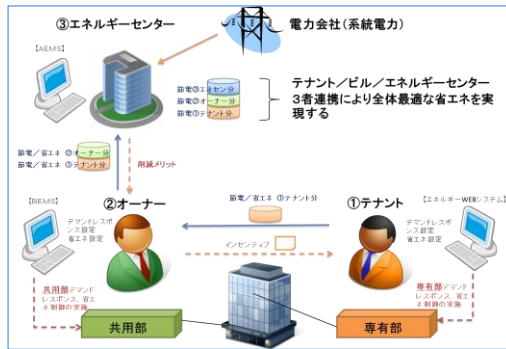 ③エネルギーセンター
電力会社(系統電力)
【AEMS】
節電③エネセン分
節電②オーナー分
節電①テナント分
テナント/ビル/エネルギーセンター
3者連携により全体最適な省エネを実
現する
節電/省エネ ②オーナー分
節電/省エネ ①テナント分
削減メリット
【BEMS】
②オーナー
節電/省エネ ①テナント分
①テナント
【エネルギーWEBシステム】
デマンドレスポ
ンス設定
省エネ設定
インセンティブ
デマンドレスポ
ンス設定
省エネ設定
共用部デマンド
レスポンス、省エ
ネ制御の実施
専有部デマンド
レスポンス、省エ
ネ制御の実施
共用部
専有部